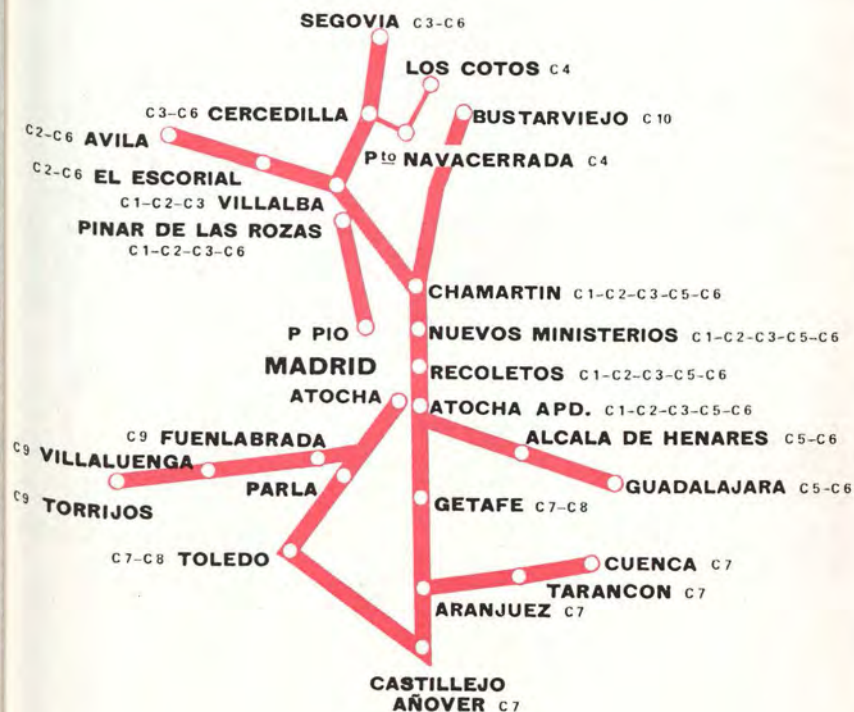 SEGOVIA C3-C6
LOS COTOS C4
C3-C6 CERCEDILLA
BUSTARVIEJO C10
C2-C6 AVILA
Pto NAVACERRADA C4
C2-C6 EL ESCORIAL
C1-C2-C3 VILLALBA
PINAR DE LAS ROZAS
C1-C2-C3-C6
CHAMARTIN C1-C2-C3-C5-C6
P PIO
NUEVOS MINISTERIOS C1-C2-C3-C5-C6
MADRID
RECOLETOS C1-C2-C3-C5-C6
ATOCHA
ATOCHA APD. C1-C2-C3-C5-C6
C9 FUENLABRADA
ALCALA DE HENARES C5-C6
C9 VILLALUENGA
PARLA
GUADALAJARA C5-C6
C9 TORRIJOS
GETAFE C7-C8
C7-C8 TOLEDO
CUENCA C7
TARANCON C7
ARANJUEZ C7
CASTILLEJO
AÑOVER C7